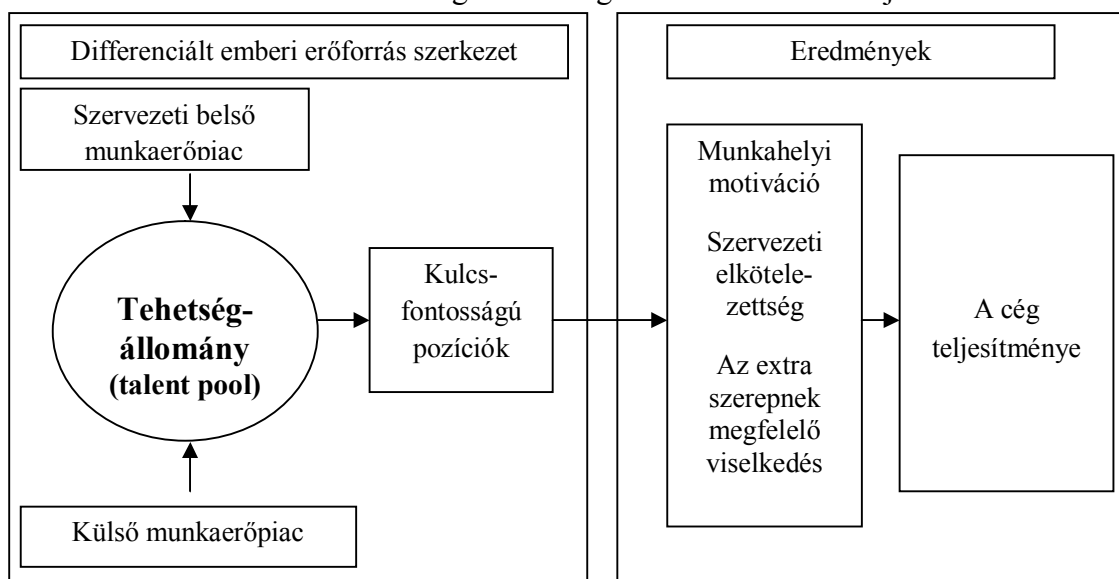 Differenciált emberi erőforrás szerkezet
Szervezeti belső
munkaerőpiac
Tehetség-
állomány
(talent pool)
Kulcs-
fontosságú
pozíciók
Külső munkaerőpiac
Eredmények
Munkahelyi
motiváció
Szervezeti
elkötele-
zettség
Az extra
szerepnek
megfelelő
viselkedés
A cég
teljesítménye